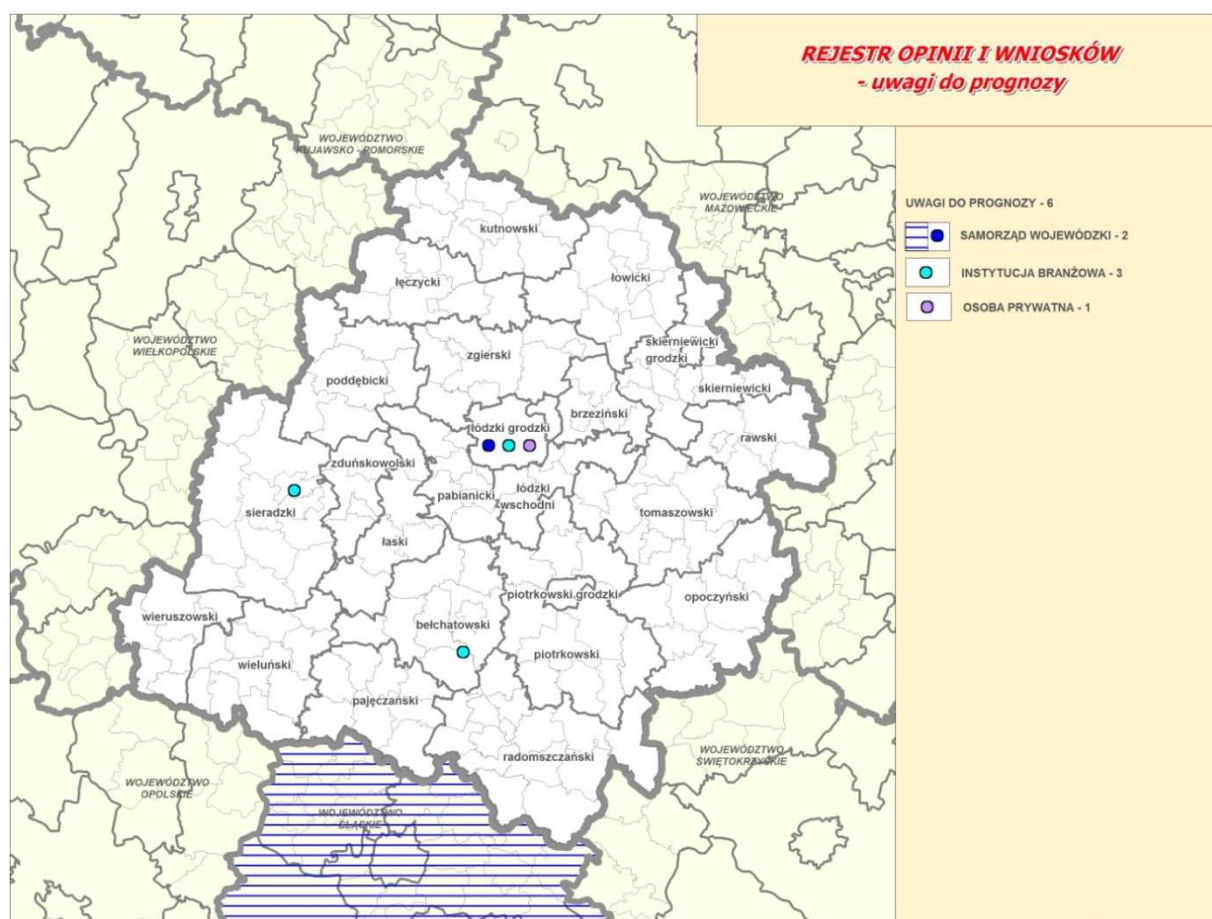 REJESTR OPINII I WNIOSKÓW
- uwagi do prognozy
WOJEWÓDZTWO
KUJAWSKO - POMORSKIE
WOJEWÓDZTWO
MAZOWIECKIE
UWAGI DO PROGNOZY - 6
SAMORZĄD WOJEWÓDZKI - 2
INSTYTUCJA BRANŻOWA - 3
OSOBA PRYWATNA - 1
kutnowski
łęczycki
łowicki
WOJEWÓDZTWO
WIELKOPOLSKIE
zgierski
skierniewicki
grodzki
poddębicki
skierniewicki
brzeziński
łódzki grodzki
rawski
zduńskowolski
pabianicki
łódzki
wschodni
sieradzki
tomaszowski
łaski
piotrkowski grodzki
opoczyński
wieruszowski
bełchatowski
piotrkowski
wieluński
pajęczański
radomszczański
WOJEWÓDZTWO
ŚWIĘTOKRZYSKIE
WOJEWÓDZTWO
OPOLSKIE
WOJEWÓDZTWO
ŚLĄSKIE